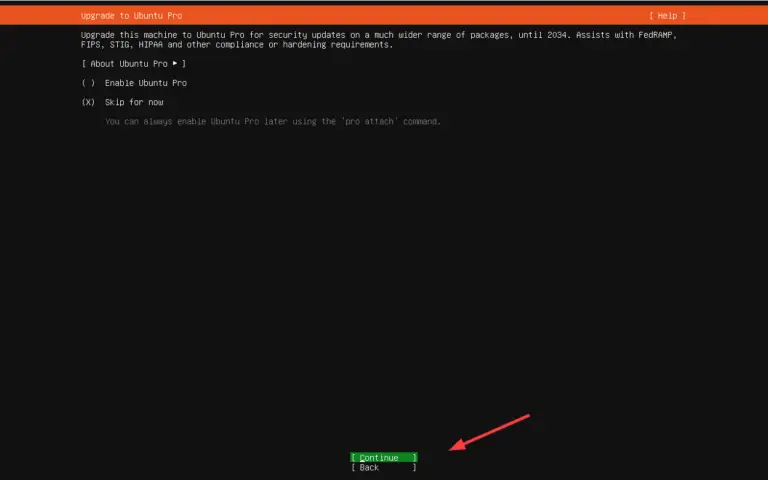 Upgrade to Ubuntu Pro [ Help ]
Upgrade this machine to Ubuntu Pro for security updates on a much wider range of packages, until 2034. Assists with FedRAMP,
FIPS, STIG, HIPAA and other compliance or hardening requirements.
[ About Ubuntu Pro ► ]
( ) Enable Ubuntu Pro
(X) Skip for now
You can always enable Ubuntu Pro later using the 'pro attach' command.
[ Continue ]
[ Back ]